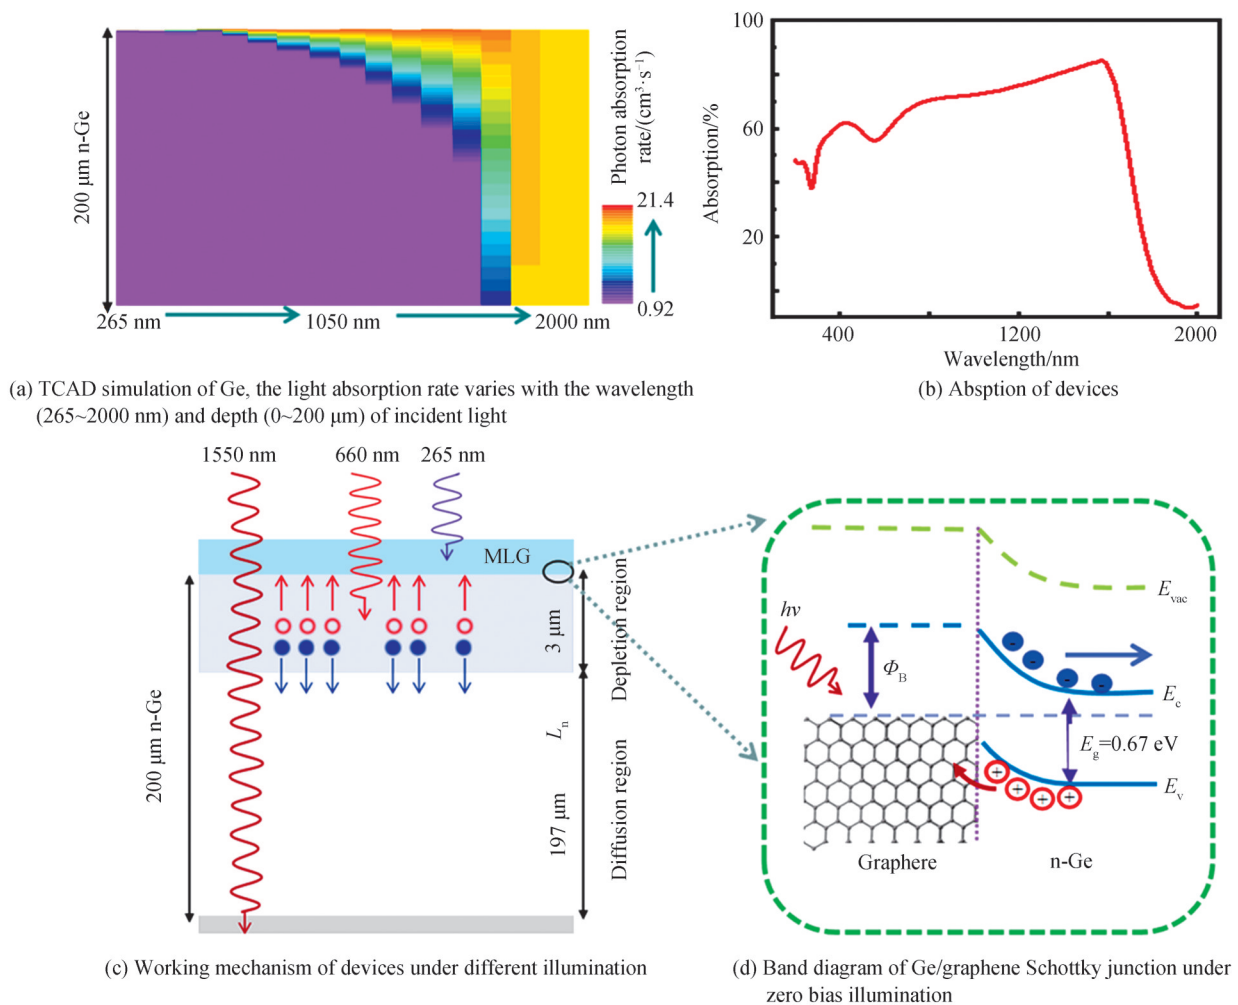 200 μm n-Ge
265 nm
1050 nm
2000 nm
Photon absorption
rate/(cm³·s⁻¹)
21.4
0.92
(a) TCAD simulation of Ge, the light absorption rate varies with the wavelength
(265~2000 nm) and depth (0~200 μm) of incident light
Absorption/%
100
80
60
40
20
400
1200
2000
Wavelength/nm
(b) Absption of devices
1550 nm
660 nm
265 nm
MLG
200 μm n-Ge
3 μm
Depletion region
Lₙ
197 μm
Diffusion region
(c) Working mechanism of devices under different illumination
hν
Φ_B
E_vac
E_c
E_g=0.67 eV
E_v
Graphere
n-Ge
(d) Band diagram of Ge/graphene Schottky junction under
zero bias illumination